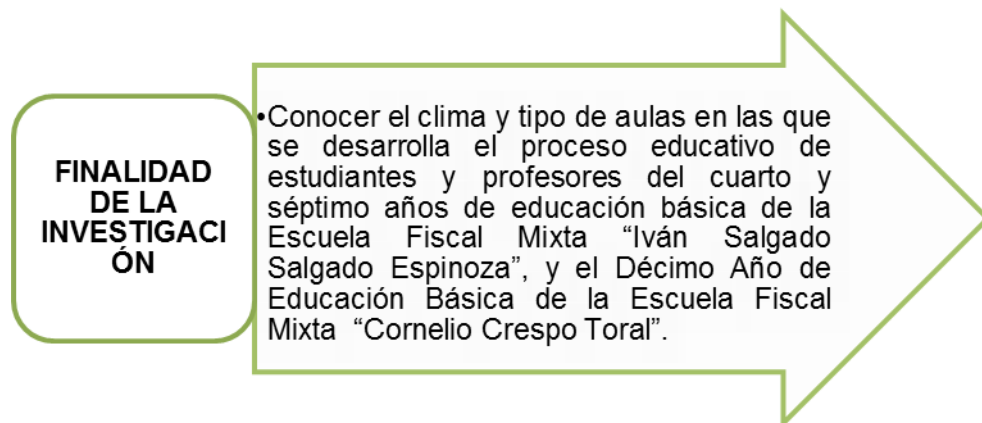 FINALIDAD
DE LA
INVESTIGACI
ÓN
•Conocer el clima y tipo de aulas en las que
se desarrolla el proceso educativo de
estudiantes y profesores del cuarto y
séptimo años de educación básica de la
Escuela Fiscal Mixta “Iván Salgado
Salgado Espinoza”, y el Décimo Año de
Educación Básica de la Escuela Fiscal
Mixta “Cornelio Crespo Toral”.